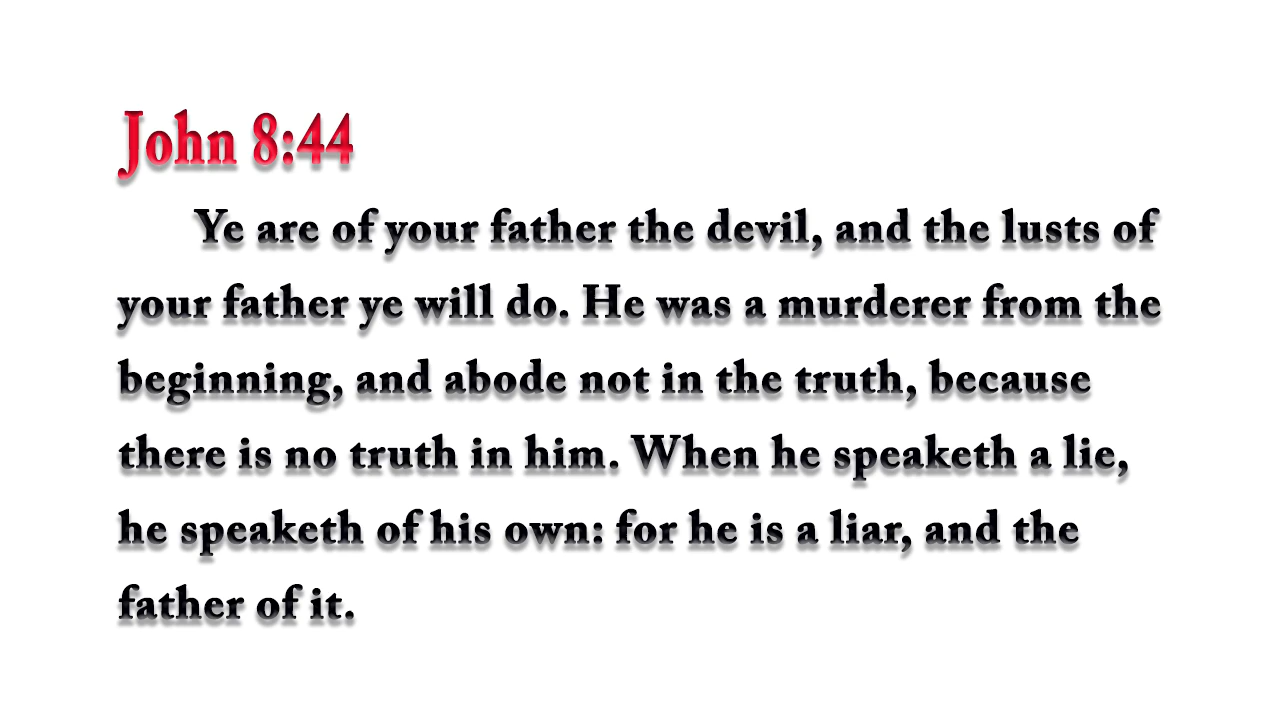 John 8:44
Ye are of your father the devil, and the lusts of
your father ye will do. He was a murderer from the
beginning, and abode not in the truth, because
there is no truth in him. When he speaketh a lie,
he speaketh of his own: for he is a liar, and the
father of it.